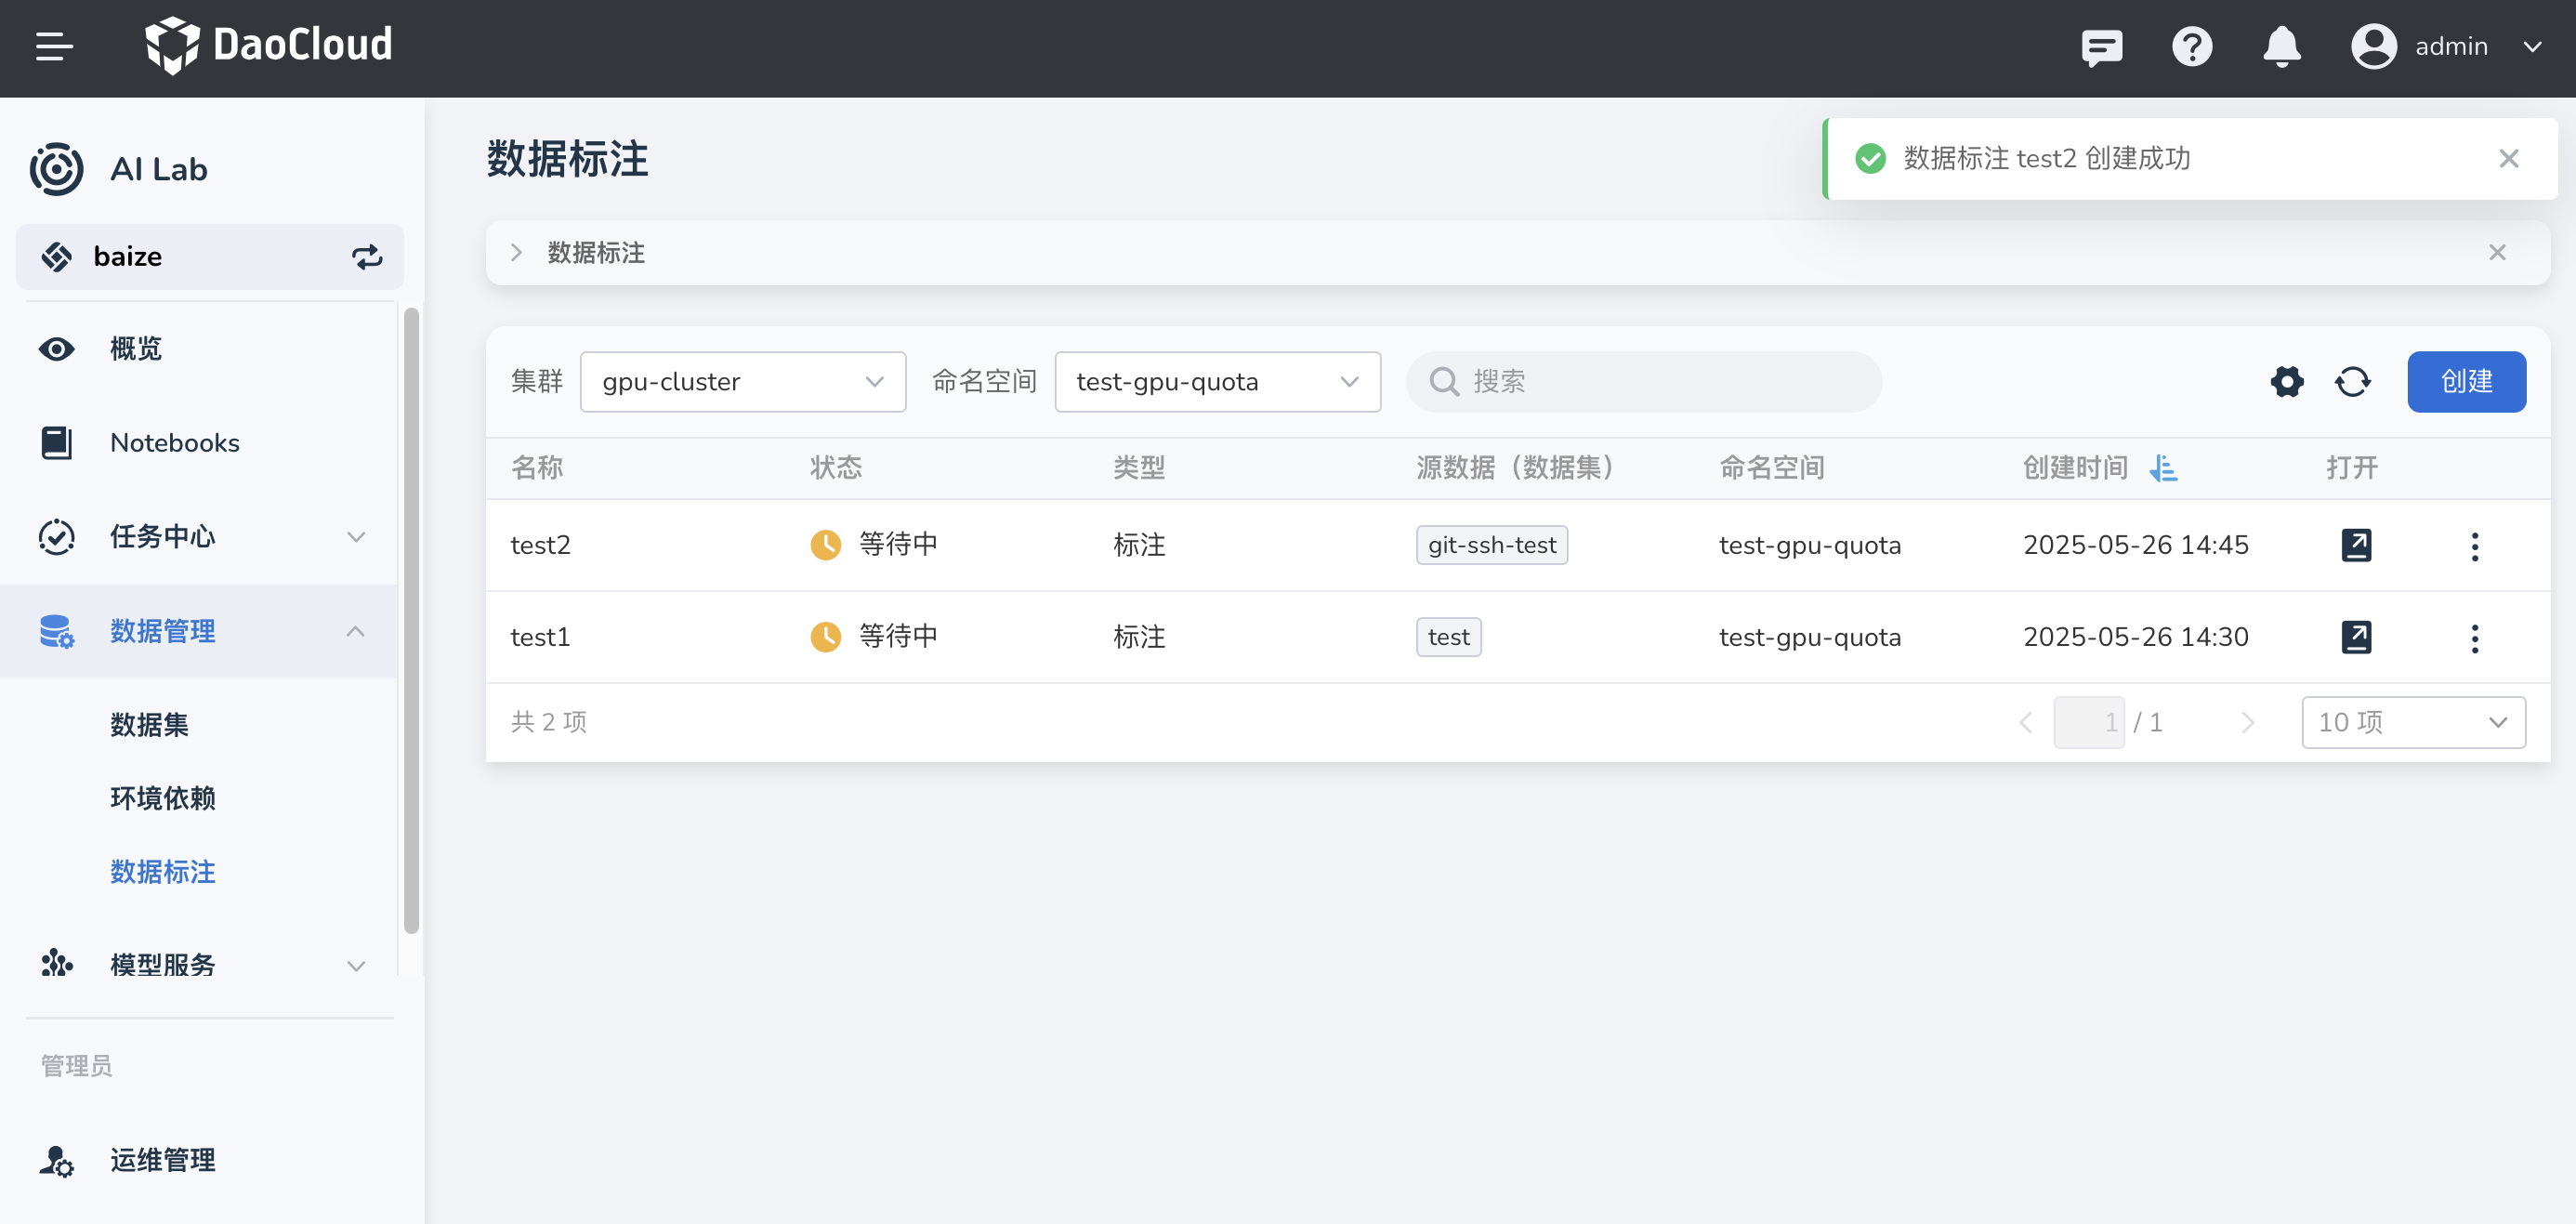 DaoCloud
admin
AI Lab
baize
概览
Notebooks
任务中心
数据管理
数据集
环境依赖
数据标注
模型服务
管理员
运维管理
数据标注
数据标注 test2 创建成功
数据标注
集群 gpu-cluster 命名空间 test-gpu-quota 搜索 创建
名称 状态 类型 源数据（数据集） 命名空间 创建时间 打开
test2 等待中 标注 git-ssh-test test-gpu-quota 2025-05-26 14:45
test1 等待中 标注 test test-gpu-quota 2025-05-26 14:30
共 2 项 1 / 1 10 项